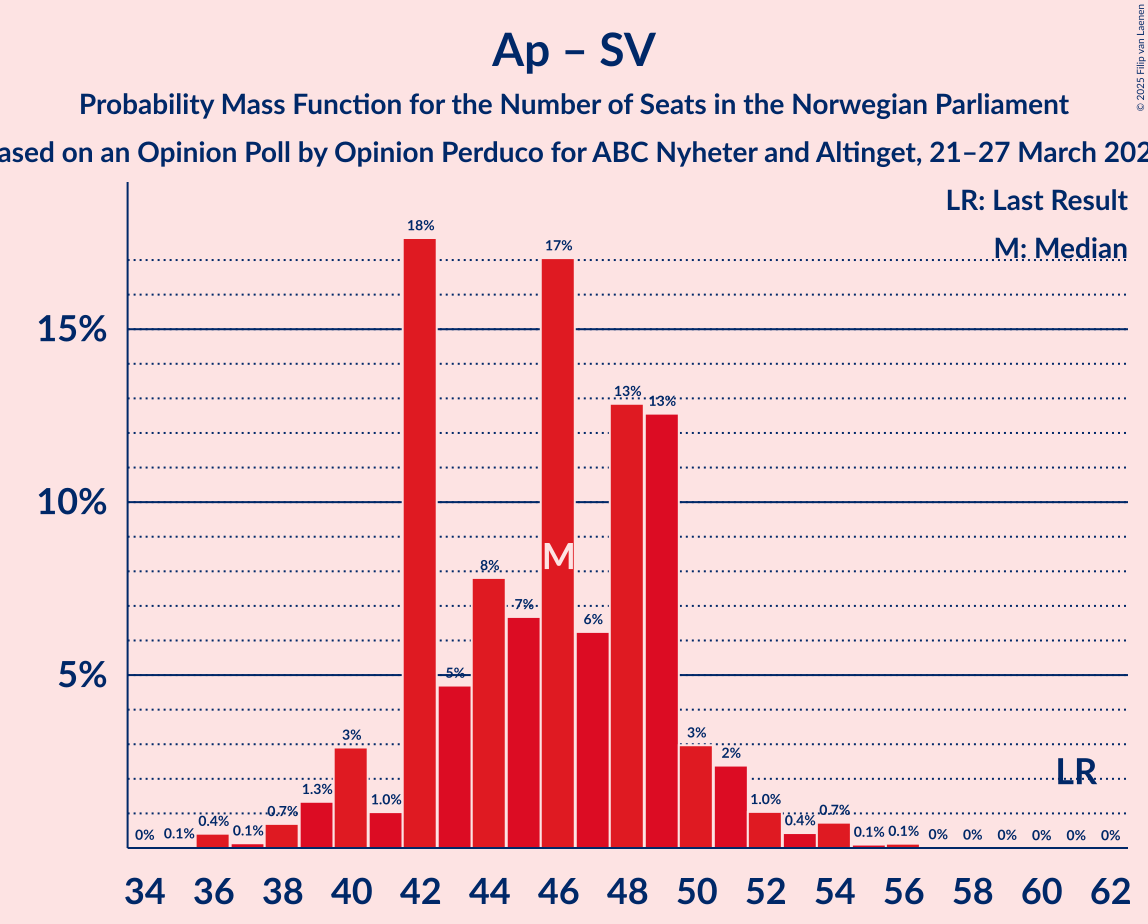 Ap – SV
Probability Mass Function for the Number of Seats in the Norwegian Parliament
ased on an Opinion Poll by Opinion Perduco for ABC Nyheter and Altinget, 21–27 March 202
© 2025 Filip van Laenen
LR: Last Result
M: Median
15%
10%
5%
0% 0.1% 0.4% 0.1% 0.7% 1.3% 3% 1.0% 18% 5% 8% 7% 17% 6% 13% 13% 3% 2% 1.0% 0.4% 0.7% 0.1% 0.1% 0% 0% 0% 0% 0% 0%
M
LR
34 36 38 40 42 44 46 48 50 52 54 56 58 60 62